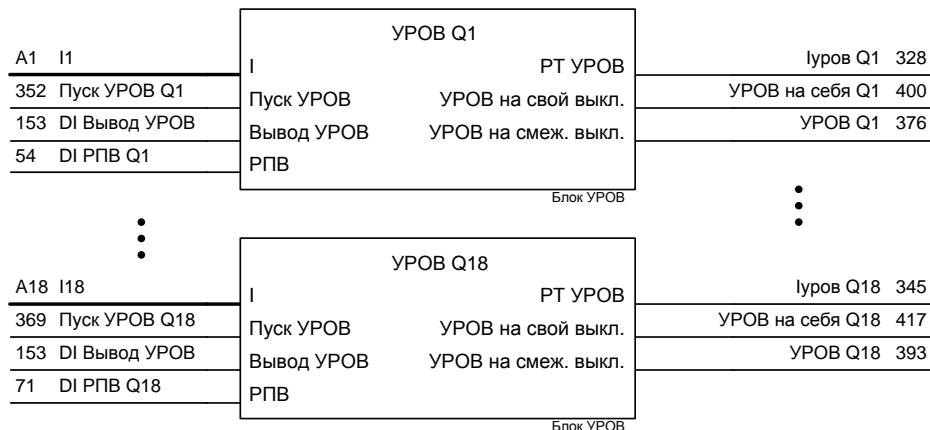 УРОВ Q1
A1 I1 I РТ УРОВ Iуров Q1 328
352 Пуск УРОВ Q1 Пуск УРОВ УРОВ на свой выкл. УРОВ на себя Q1 400
153 DI Вывод УРОВ Вывод УРОВ УРОВ на смеж. выкл. УРОВ Q1 376
54 DI РПВ Q1 РПВ
Блок УРОВ
УРОВ Q18
A18 I18 I РТ УРОВ Iуров Q18 345
369 Пуск УРОВ Q18 Пуск УРОВ УРОВ на свой выкл. УРОВ на себя Q18 417
153 DI Вывод УРОВ Вывод УРОВ УРОВ на смеж. выкл. УРОВ Q18 393
71 DI РПВ Q18 РПВ
Блок УРОВ